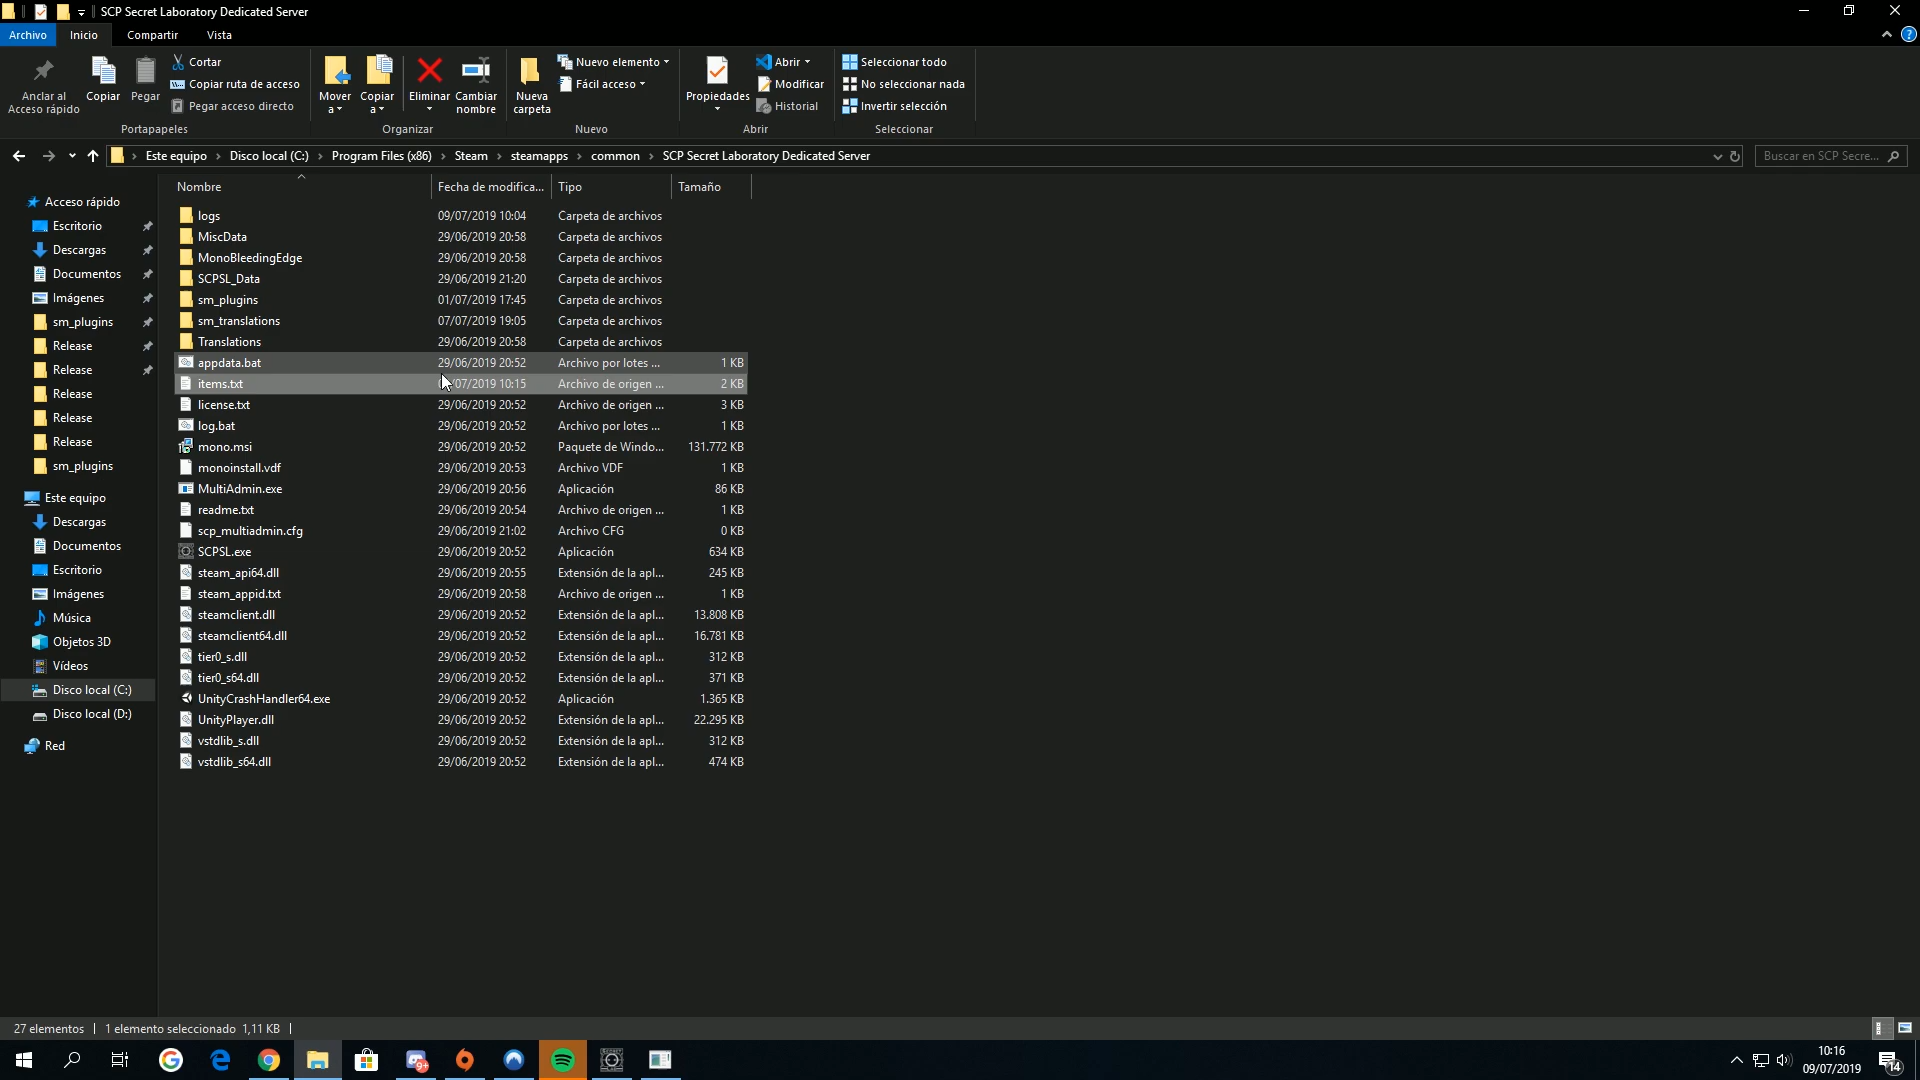 SCP Secret Laboratory Dedicated Server
Archivo Inicio Compartir Vista
Anclar al Acceso rápido
Copiar
Pegar
Cortar
Copiar ruta de acceso
Pegar acceso directo
Portapapeles
Mover a
Copiar a
Eliminar
Cambiar nombre
Organizar
Nueva carpeta
Nuevo elemento
Fácil acceso
Nuevo
Propiedades
Abrir
Modificar
Historial
Abrir
Seleccionar todo
No seleccionar nada
Invertir selección
Seleccionar
Este equipo › Disco local (C:) › Program Files (x86) › Steam › steamapps › common › SCP Secret Laboratory Dedicated Server
Buscar en SCP Secre...
Acceso rápido
Escritorio
Descargas
Documentos
Imágenes
sm_plugins
Release
Release
Release
Release
Release
sm_plugins
Este equipo
Descargas
Documentos
Escritorio
Imágenes
Música
Objetos 3D
Vídeos
Disco local (C:)
Disco local (D:)
Red
Nombre Fecha de modifica... Tipo Tamaño
logs 09/07/2019 10:04 Carpeta de archivos
MiscData 29/06/2019 20:58 Carpeta de archivos
MonoBleedingEdge 29/06/2019 20:58 Carpeta de archivos
SCPSL_Data 29/06/2019 21:20 Carpeta de archivos
sm_plugins 01/07/2019 17:45 Carpeta de archivos
sm_translations 07/07/2019 19:05 Carpeta de archivos
Translations 29/06/2019 20:58 Carpeta de archivos
appdata.bat 29/06/2019 20:52 Archivo por lotes ... 1 KB
items.txt /07/2019 10:15 Archivo de origen ... 2 KB
license.txt 29/06/2019 20:52 Archivo de origen ... 3 KB
log.bat 29/06/2019 20:52 Archivo por lotes ... 1 KB
mono.msi 29/06/2019 20:52 Paquete de Windo... 131.772 KB
monoinstall.vdf 29/06/2019 20:53 Archivo VDF 1 KB
MultiAdmin.exe 29/06/2019 20:56 Aplicación 86 KB
readme.txt 29/06/2019 20:54 Archivo de origen ... 1 KB
scp_multiadmin.cfg 29/06/2019 21:02 Archivo CFG 0 KB
SCPSL.exe 29/06/2019 20:52 Aplicación 634 KB
steam_api64.dll 29/06/2019 20:55 Extensión de la apl... 245 KB
steam_appid.txt 29/06/2019 20:58 Archivo de origen ... 1 KB
steamclient.dll 29/06/2019 20:52 Extensión de la apl... 13.808 KB
steamclient64.dll 29/06/2019 20:52 Extensión de la apl... 16.781 KB
tier0_s.dll 29/06/2019 20:52 Extensión de la apl... 312 KB
tier0_s64.dll 29/06/2019 20:52 Extensión de la apl... 371 KB
UnityCrashHandler64.exe 29/06/2019 20:52 Aplicación 1.365 KB
UnityPlayer.dll 29/06/2019 20:52 Extensión de la apl... 22.295 KB
vstdlib_s.dll 29/06/2019 20:52 Extensión de la apl... 312 KB
vstdlib_s64.dll 29/06/2019 20:52 Extensión de la apl... 474 KB
27 elementos 1 elemento seleccionado 1,11 KB
9+
10:16
09/07/2019
14